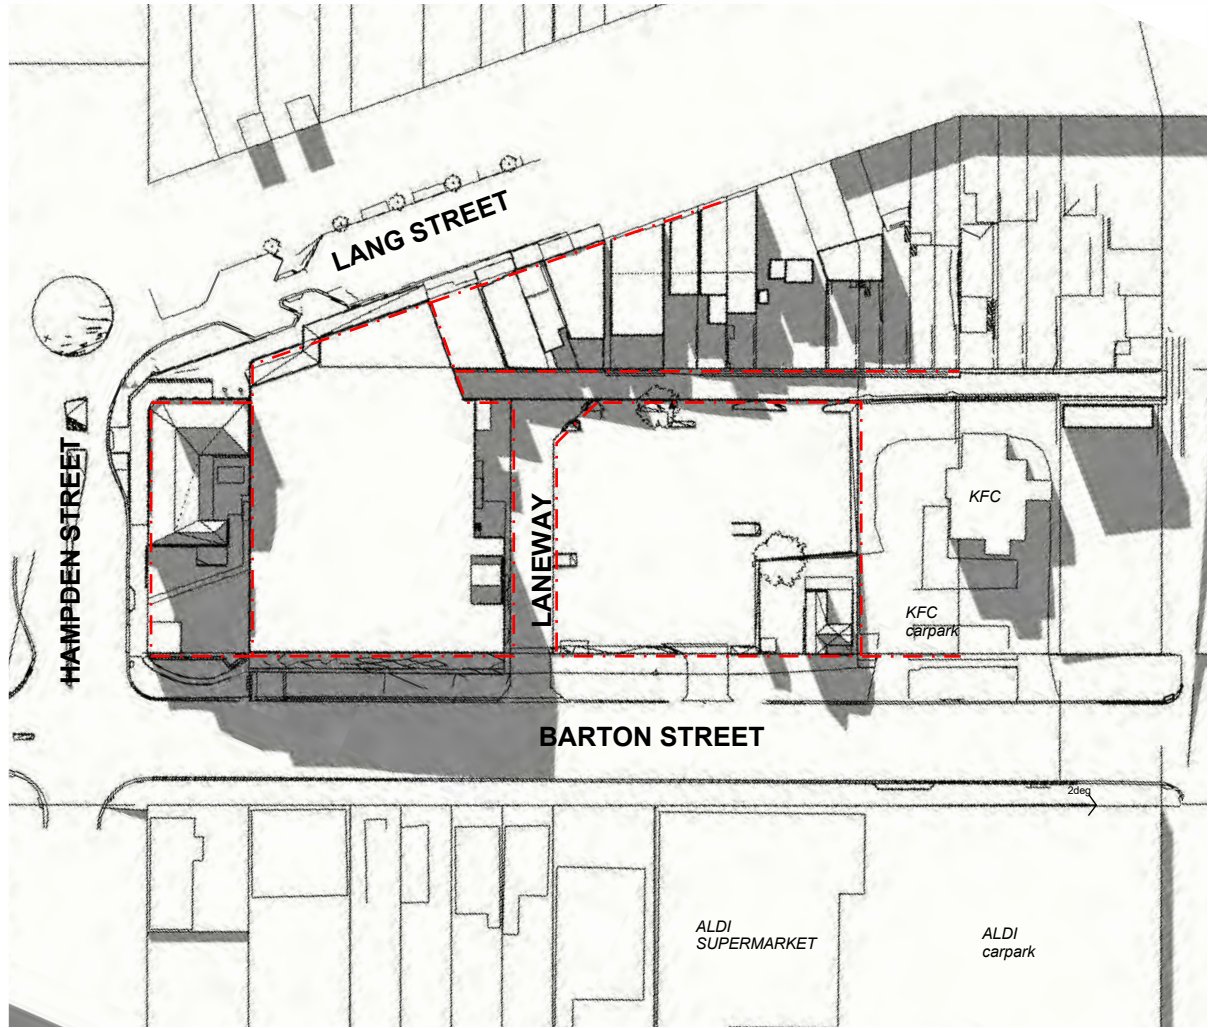 LANG STREET
HAMPDEN STREET
LANEWAY
KFC
KFC
carpark
BARTON STREET
2deg
ALDI
SUPERMARKET
ALDI
carpark